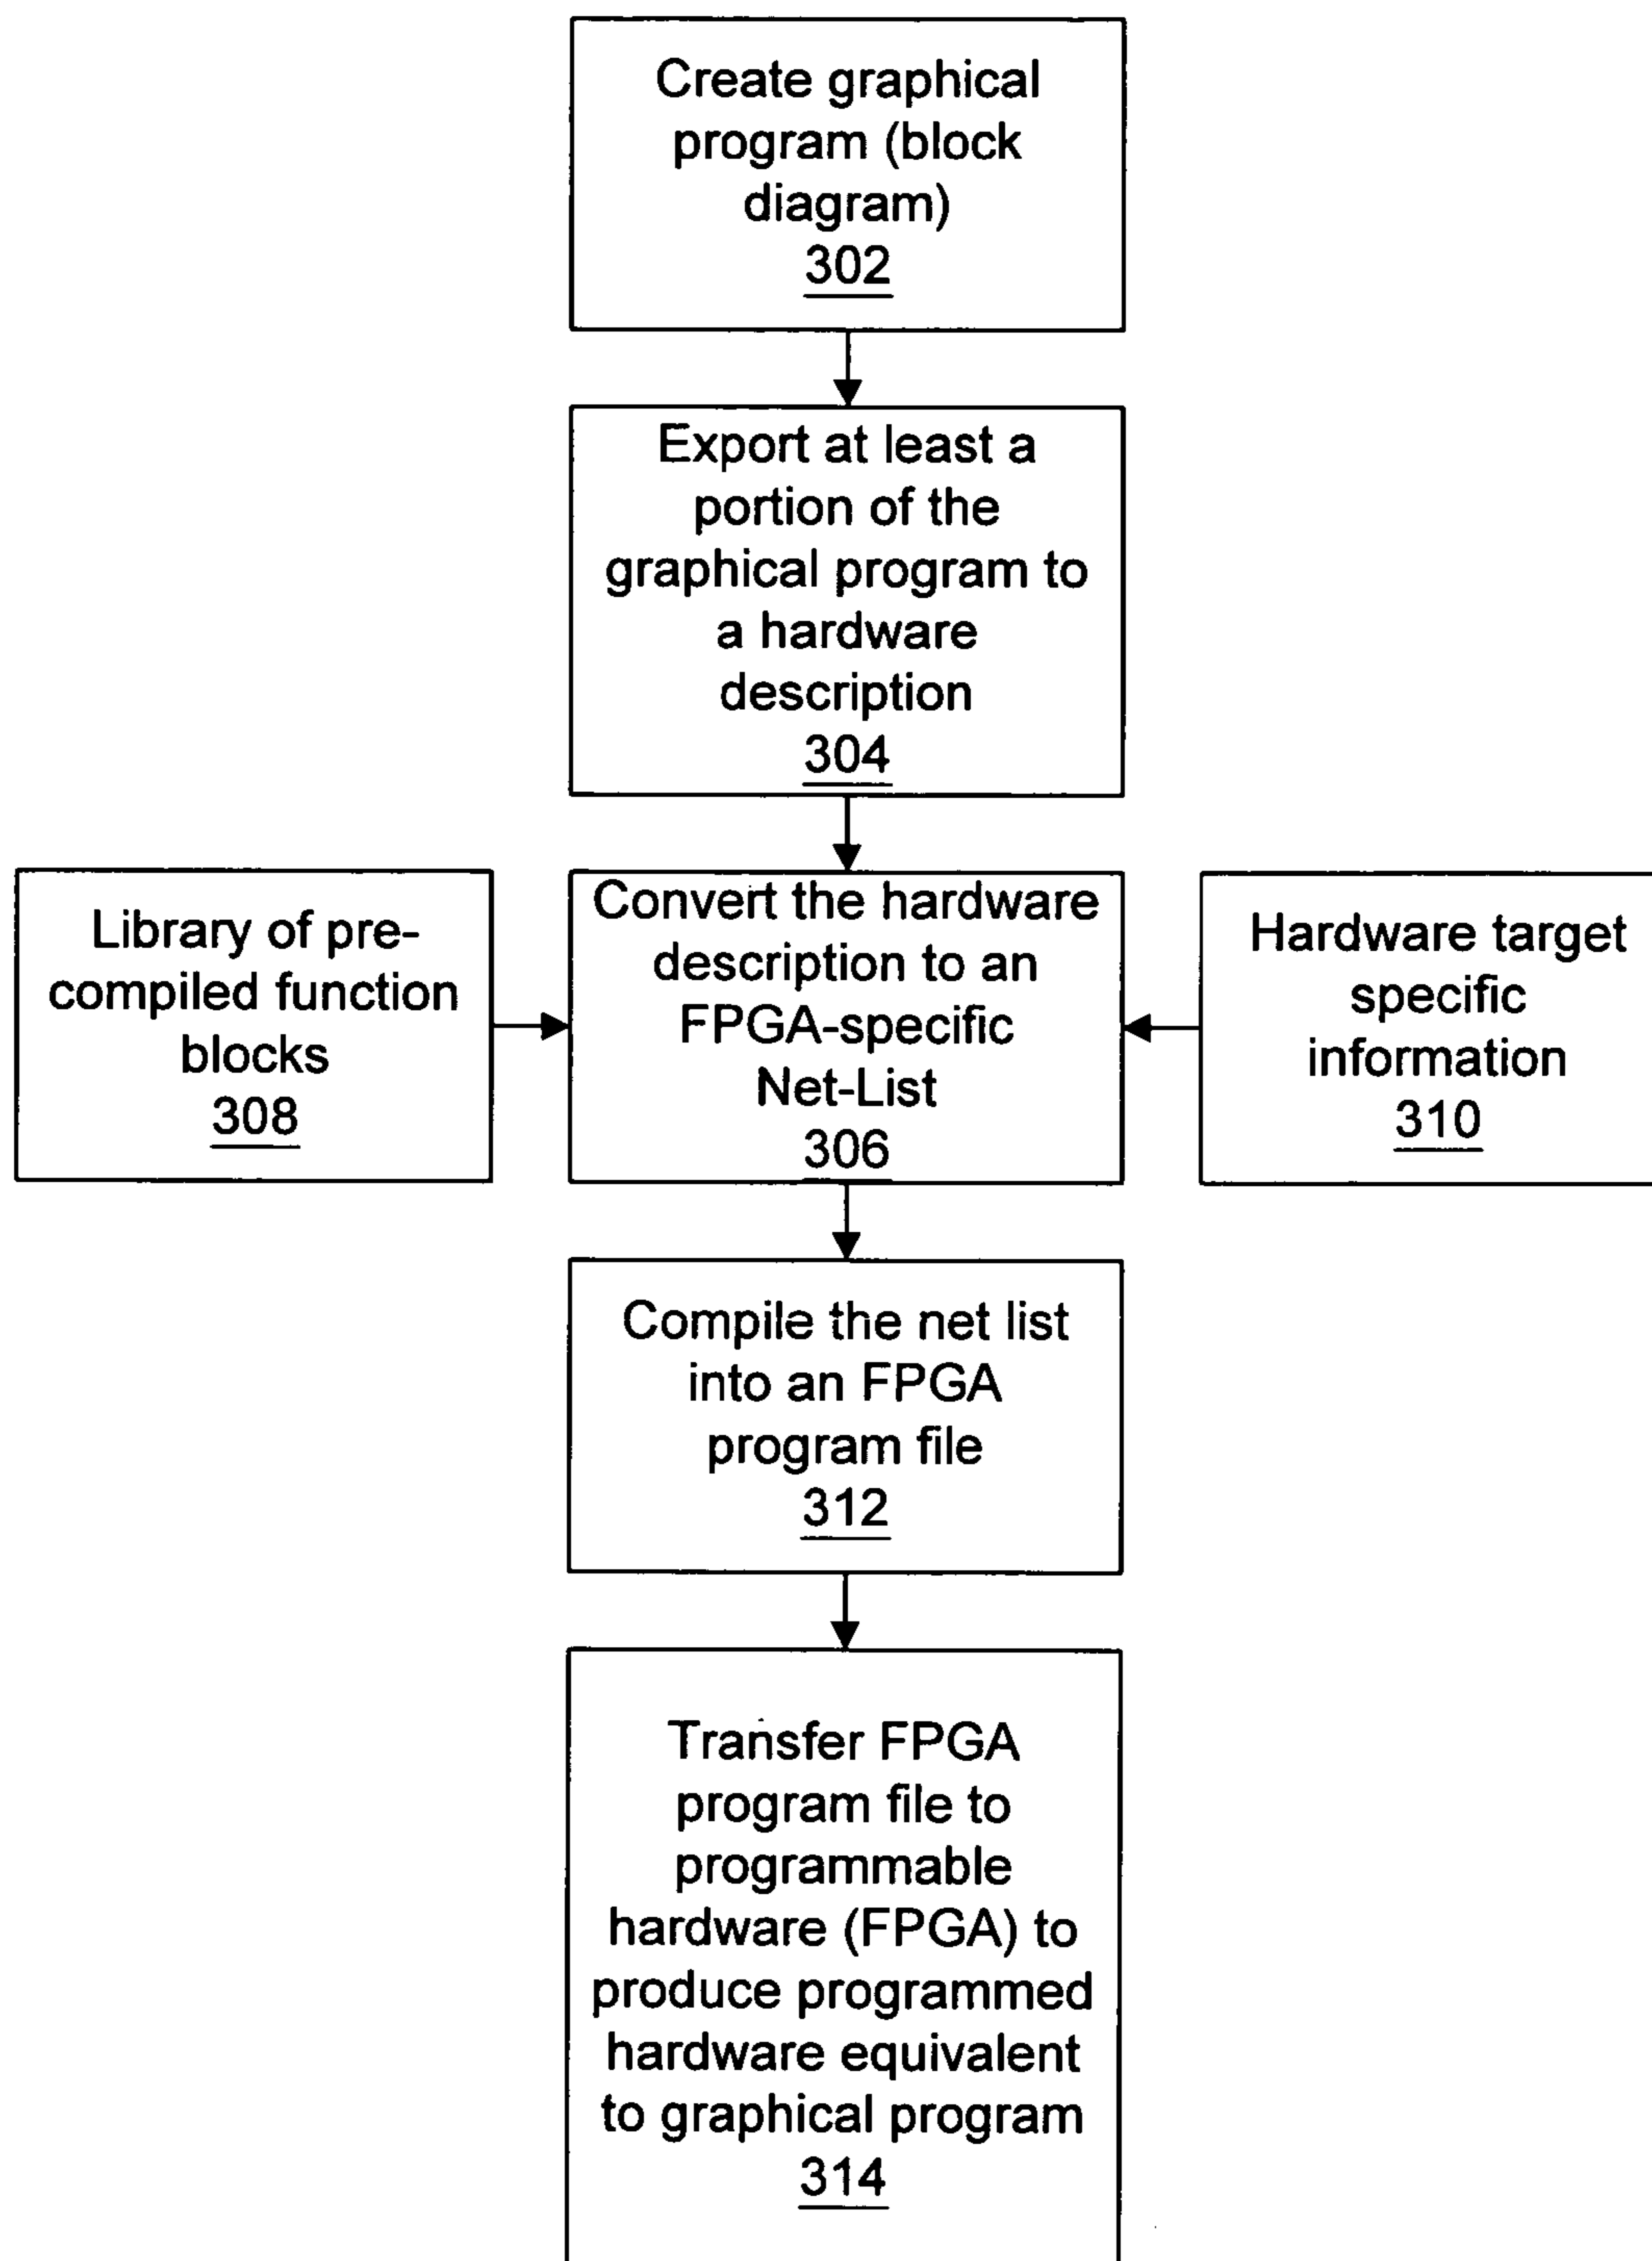 Create graphical
program (block
diagram)
302
Export at least a
portion of the
graphical program to
a hardware
description
304
Library of pre-
compiled function
blocks
308
Convert the hardware
description to an
FPGA-specific
Net-List
306
Hardware target
specific
information
310
Compile the net list
into an FPGA
program file
312
Transfer FPGA
program file to
programmable
hardware (FPGA) to
produce programmed
hardware equivalent
to graphical program
314